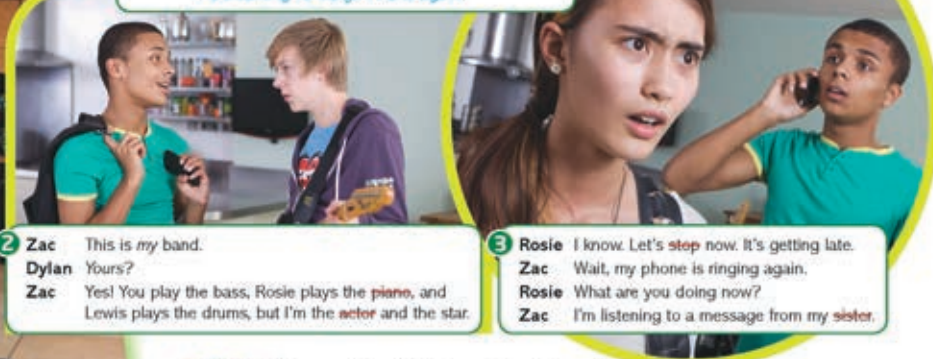 2 Zac This is my band.
Dylan Yours?
Zac Yes! You play the bass, Rosie plays the piano, and
Lewis plays the drums, but I'm the actor and the star.
3 Rosie I know. Let's stop now. It's getting late.
Zac Wait, my phone is ringing again.
Rosie What are you doing now?
Zac I'm listening to a message from my sister.